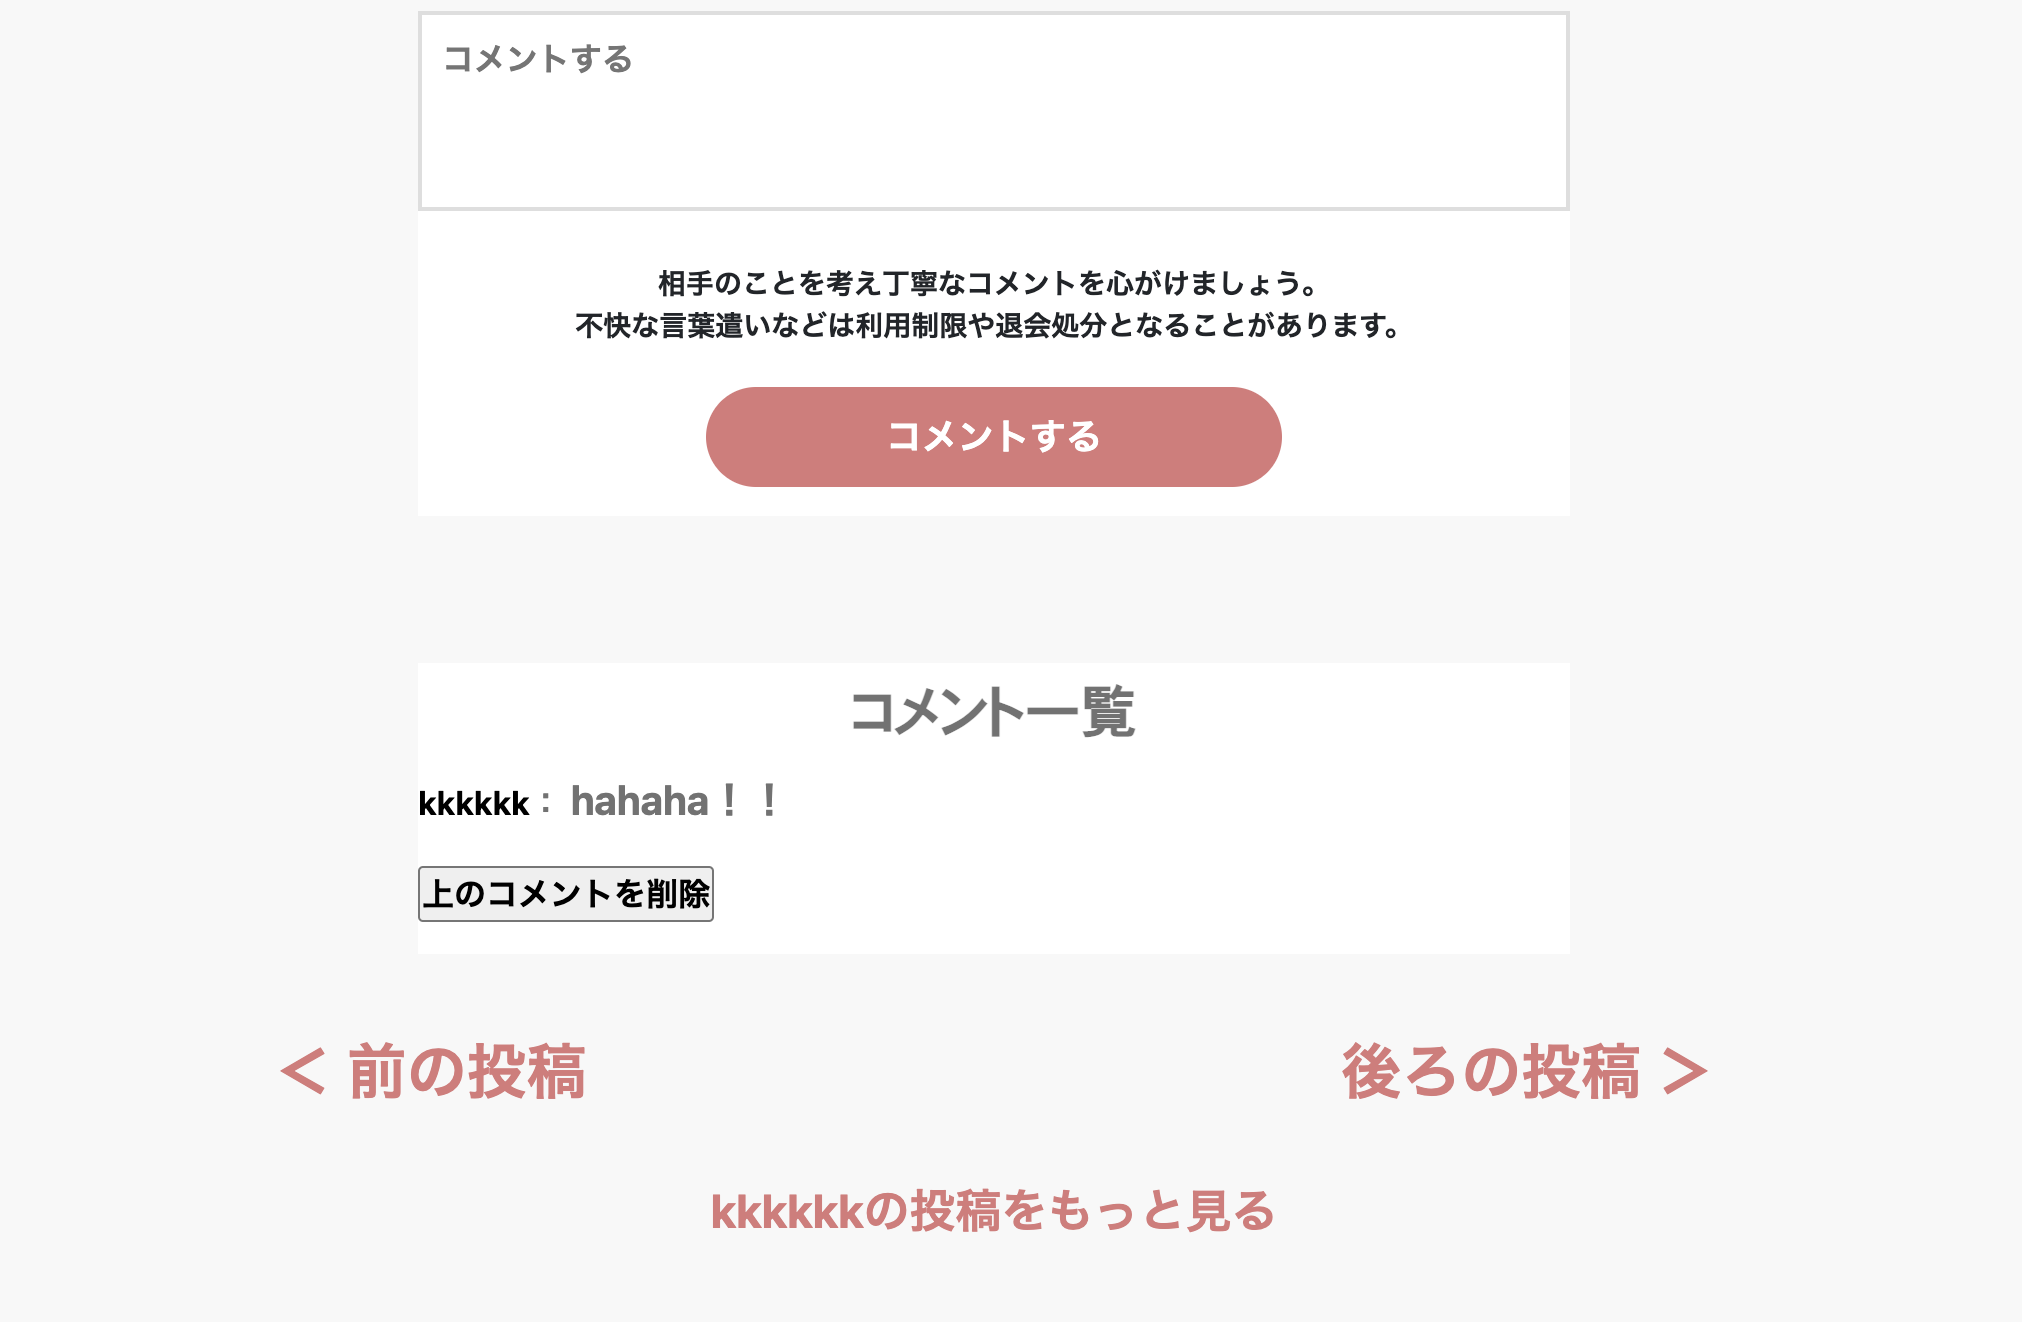 コメントする
相手のことを考え丁寧なコメントを心がけましょう。
不快な言葉遣いなどは利用制限や退会処分となることがあります。
コメントする
コメント一覧
kkkkkk： hahaha！！
上のコメントを削除
＜ 前の投稿
後ろの投稿 ＞
kkkkkkの投稿をもっと見る